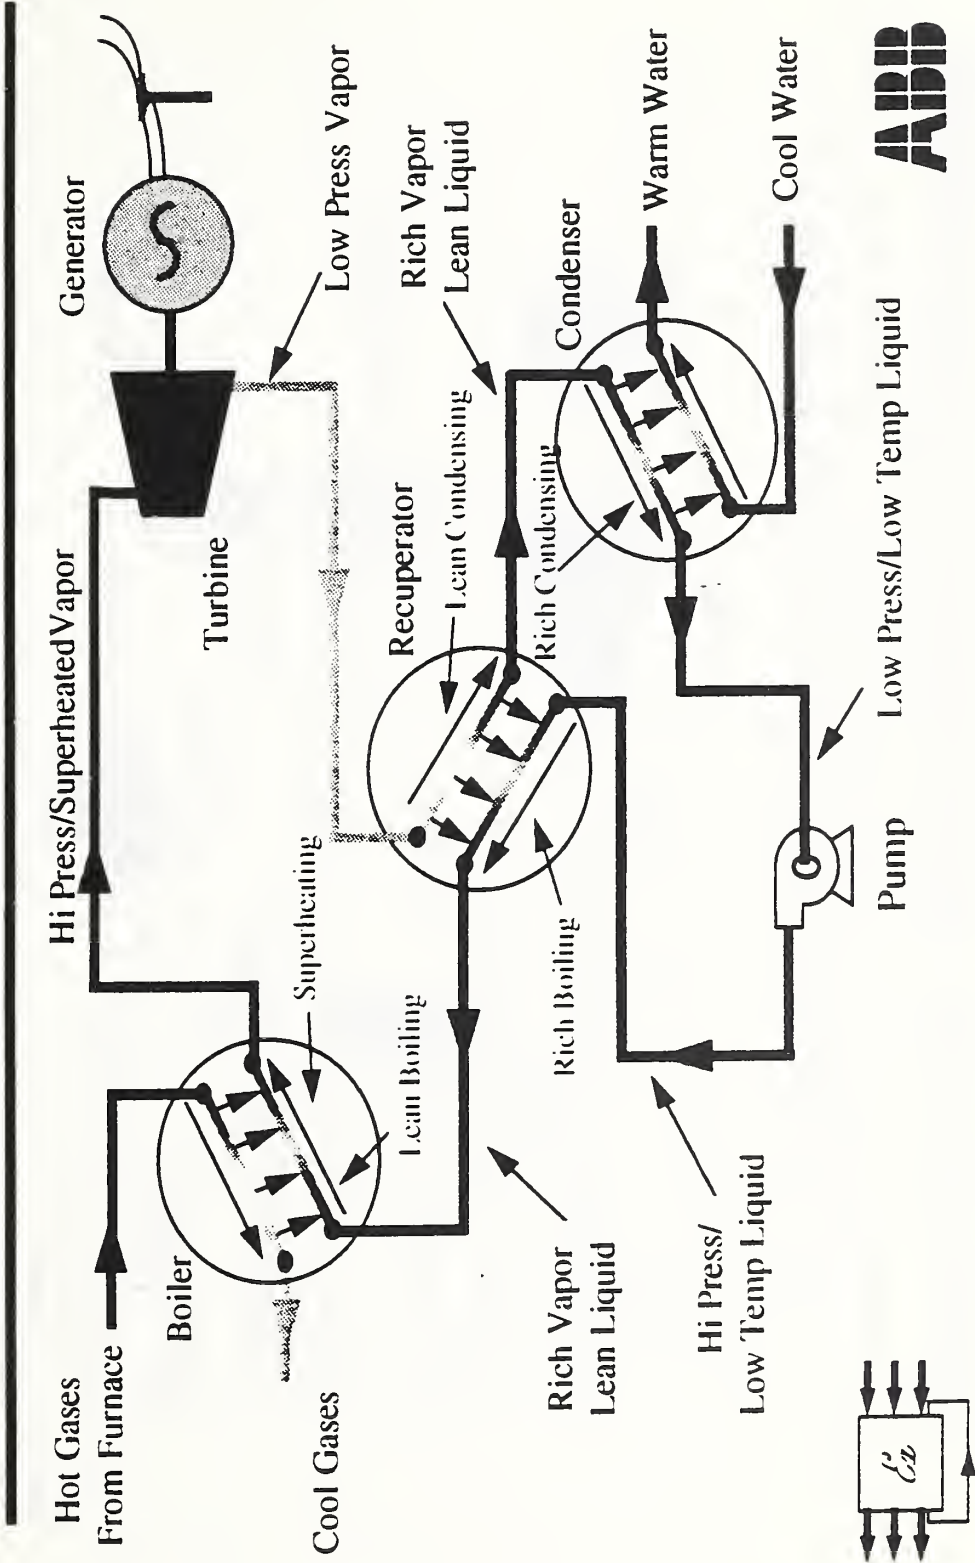 Hot Gases
From Furnace
Hi Press/Superheated Vapor
Generator
Boiler
Turbine
Cool Gases
Superheating
Low Press Vapor
Lean Boiling
Recuperator
Lean Condensing
Rich Vapor
Lean Liquid
Rich Vapor
Lean Liquid
Rich Boiling
Rich Condensing
Condenser
Warm Water
Hi Press/
Low Temp Liquid
Cool Water
Pump
Low Press/Low Temp Liquid
Ex
ABB